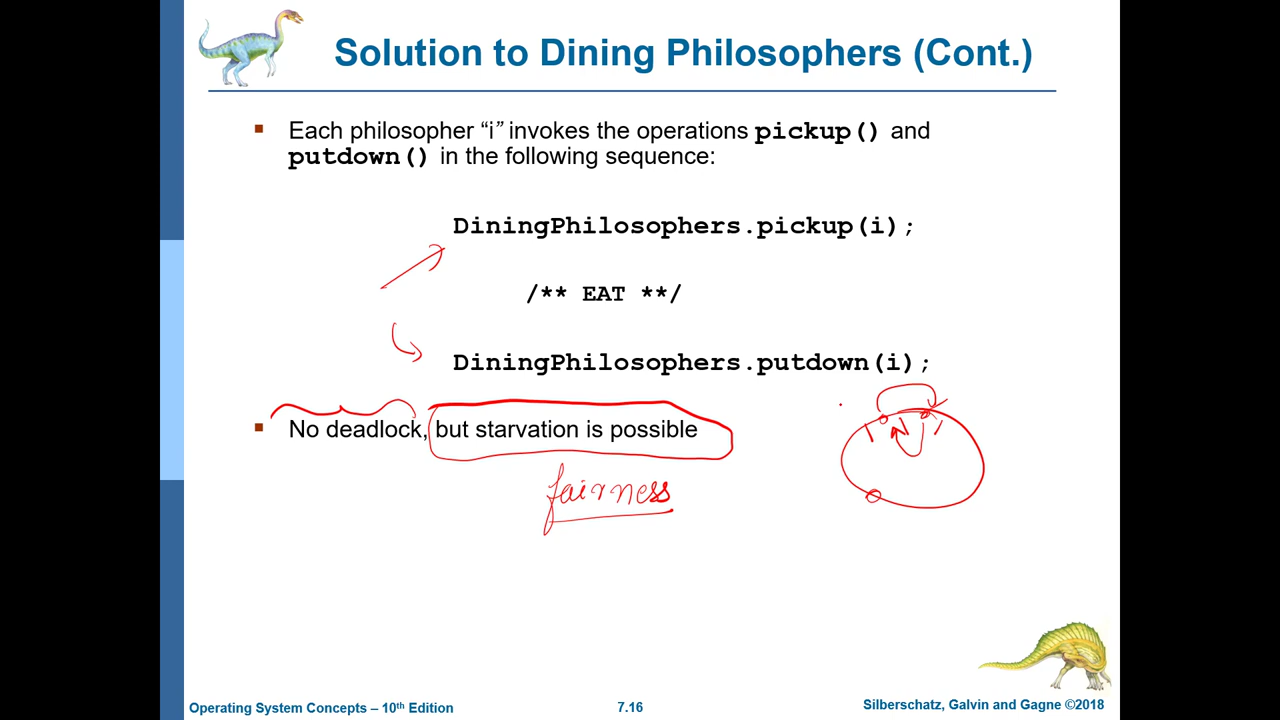 Solution to Dining Philosophers (Cont.)
Each philosopher “i” invokes the operations pickup() and
putdown() in the following sequence:
DiningPhilosophers.pickup(i);
/** EAT **/
DiningPhilosophers.putdown(i);
No deadlock, but starvation is possible
fairness
Operating System Concepts – 10th Edition
7.16
Silberschatz, Galvin and Gagne ©2018